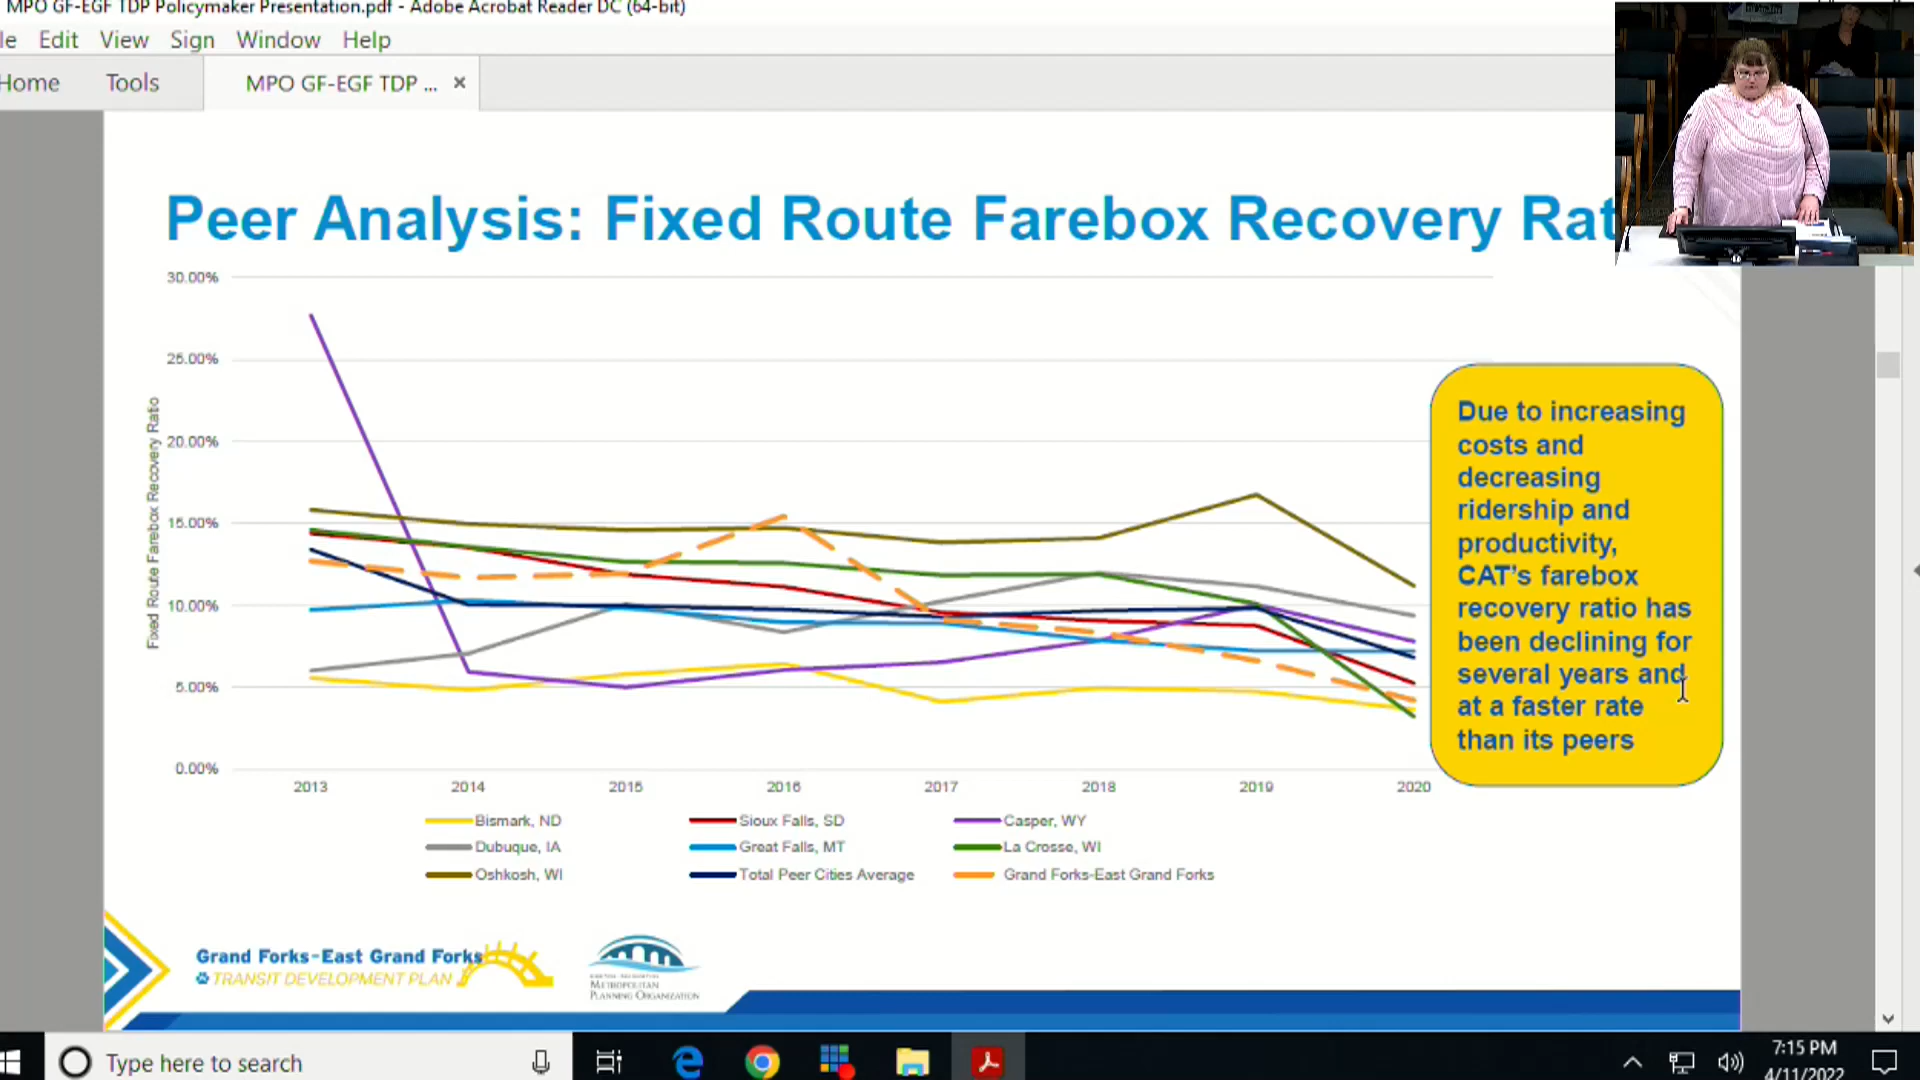 MPO GF-EGF TDP Policymaker Presentation.pdf - Adobe Acrobat Reader DC (64-bit)
le Edit View Sign Window Help
Home Tools MPO GF-EGF TDP ... ×
Peer Analysis: Fixed Route Farebox Recovery Rat
Fixed Route Farebox Recovery Ratio
30.00%
25.00%
20.00%
15.00%
10.00%
5.00%
0.00%
2013 2014 2015 2016 2017 2018 2019 2020
Bismark, ND Sioux Falls, SD Casper, WY
Dubuque, IA Great Falls, MT La Crosse, WI
Oshkosh, WI Total Peer Cities Average Grand Forks-East Grand Forks
Due to increasing
costs and
decreasing
ridership and
productivity,
CAT's farebox
recovery ratio has
been declining for
several years and
at a faster rate
than its peers
Grand Forks-East Grand Forks
TRANSIT DEVELOPMENT PLAN
METROPOLITAN
PLANNING ORGANIZATION
Type here to search
7:15 PM
4/11/2022